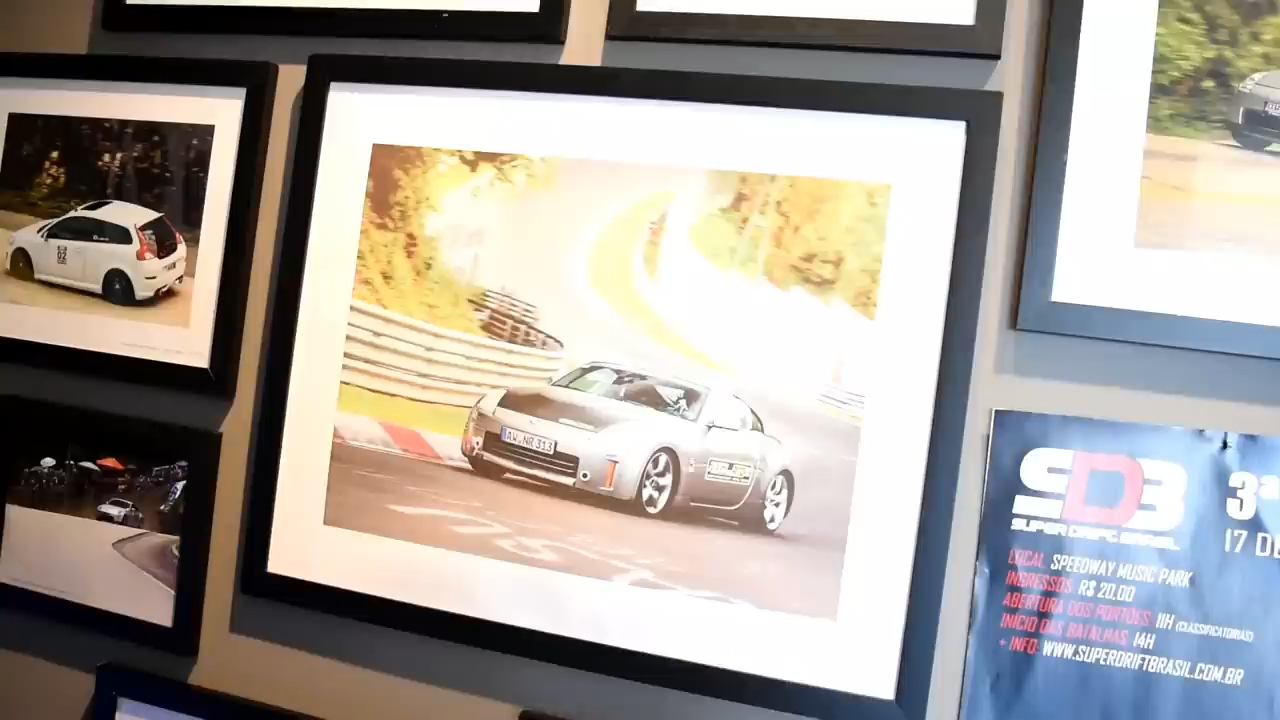 02
AW NR 313
SDB
SUPER DRIFT BRASIL
3ª
17 D
LOCAL SPEEDWAY MUSIC PARK
INGRESSOS R$ 20,00
ABERTURA DOS PORTÕES 11H (CLASSIFICATÓRIAS)
INÍCIO DAS BATALHAS 14H
+ INFO: WWW.SUPERDRIFTBRASIL.COM.BR